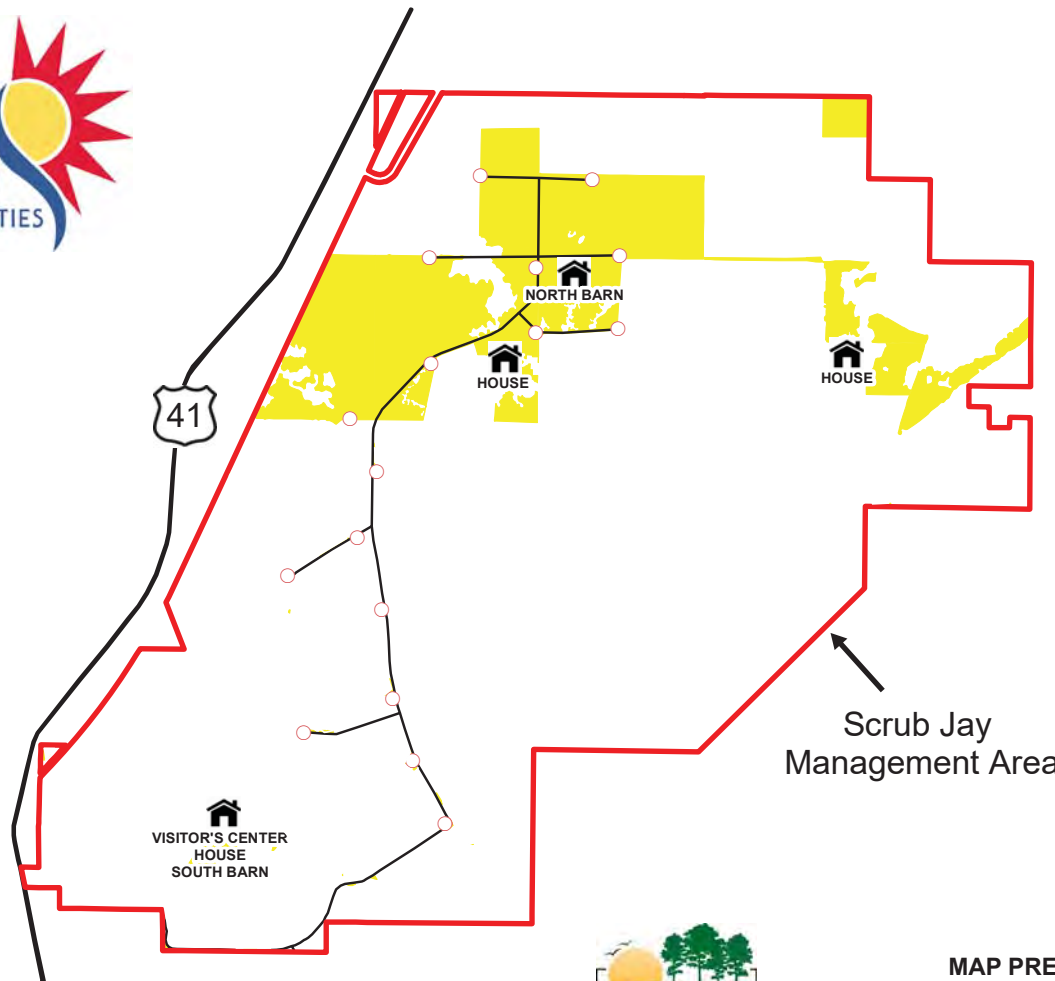 TIES
NORTH BARN
HOUSE
HOUSE
41
Scrub Jay
Management Area
VISITOR'S CENTER
HOUSE
SOUTH BARN
MAP PRE